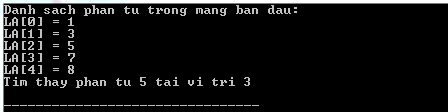 Danh sach phan tu trong mang ban dau:
LA[0] = 1
LA[1] = 3
LA[2] = 5
LA[3] = 7
LA[4] = 8
Tim thay phan tu 5 tai vi tri 3
--------------------------------